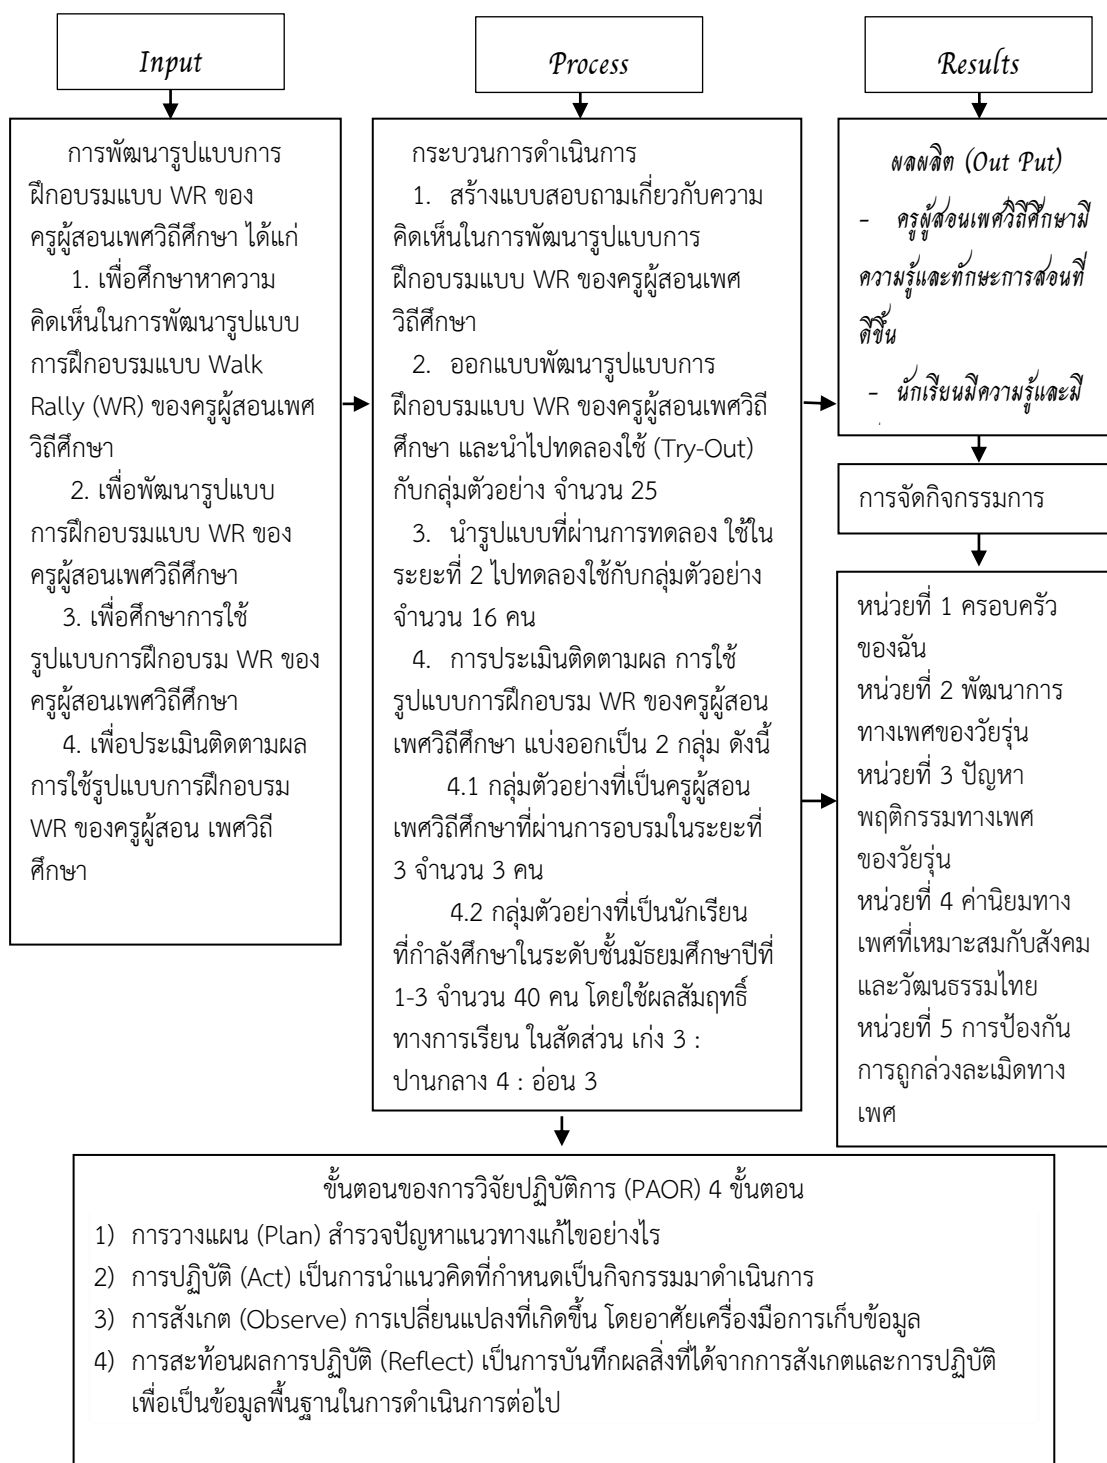 Input
การพัฒนารูปแบบการ
ฝึกอบรมแบบ WR ของ
ครูผู้สอนเพศวิถีศึกษา ได้แก่
1. เพื่อศึกษาหาความ
คิดเห็นในการพัฒนารูปแบบ
การฝึกอบรมแบบ Walk
Rally (WR) ของครูผู้สอนเพศ
วิถีศึกษา
2. เพื่อพัฒนารูปแบบ
การฝึกอบรมแบบ WR ของ
ครูผู้สอนเพศวิถีศึกษา
3. เพื่อศึกษาการใช้
รูปแบบการฝึกอบรม WR ของ
ครูผู้สอนเพศวิถีศึกษา
4. เพื่อประเมินติดตามผล
การใช้รูปแบบการฝึกอบรม
WR ของครูผู้สอน เพศวิถี
ศึกษา
Process
กระบวนการดำเนินการ
1. สร้างแบบสอบถามเกี่ยวกับความ
คิดเห็นในการพัฒนารูปแบบการ
ฝึกอบรมแบบ WR ของครูผู้สอนเพศ
วิถีศึกษา
2. ออกแบบพัฒนารูปแบบการ
ฝึกอบรมแบบ WR ของครูผู้สอนเพศวิถี
ศึกษา และนำไปทดลองใช้ (Try-Out)
กับกลุ่มตัวอย่าง จำนวน 25
3. นำรูปแบบที่ผ่านการทดลอง ใช้ใน
ระยะที่ 2 ไปทดลองใช้กับกลุ่มตัวอย่าง
จำนวน 16 คน
4. การประเมินติดตามผล การใช้
รูปแบบการฝึกอบรม WR ของครูผู้สอน
เพศวิถีศึกษา แบ่งออกเป็น 2 กลุ่ม ดังนี้
4.1 กลุ่มตัวอย่างที่เป็นครูผู้สอน
เพศวิถีศึกษาที่ผ่านการอบรมในระยะที่
3 จำนวน 3 คน
4.2 กลุ่มตัวอย่างที่เป็นนักเรียน
ที่กำลังศึกษาในระดับชั้นมัธยมศึกษาปีที่
1-3 จำนวน 40 คน โดยใช้ผลสัมฤทธิ์
ทางการเรียน ในสัดส่วน เก่ง 3 :
ปานกลาง 4 : อ่อน 3
Results
ผลผลิต (Out Put)
- ครูผู้สอนเพศวิถีศึกษามี
ความรู้และทักษะการสอนที่
ดีขึ้น
- นักเรียนมีความรู้และมี
การจัดกิจกรรมการ
หน่วยที่ 1 ครอบครัว
ของฉัน
หน่วยที่ 2 พัฒนาการ
ทางเพศของวัยรุ่น
หน่วยที่ 3 ปัญหา
พฤติกรรมทางเพศ
ของวัยรุ่น
หน่วยที่ 4 ค่านิยมทาง
เพศที่เหมาะสมกับสังคม
และวัฒนธรรมไทย
หน่วยที่ 5 การป้องกัน
การถูกล่วงละเมิดทาง
เพศ
ขั้นตอนของการวิจัยปฏิบัติการ (PAOR) 4 ขั้นตอน
1) การวางแผน (Plan) สำรวจปัญหาแนวทางแก้ไขอย่างไร
2) การปฏิบัติ (Act) เป็นการนำแนวคิดที่กำหนดเป็นกิจกรรมมาดำเนินการ
3) การสังเกต (Observe) การเปลี่ยนแปลงที่เกิดขึ้น โดยอาศัยเครื่องมือการเก็บข้อมูล
4) การสะท้อนผลการปฏิบัติ (Reflect) เป็นการบันทึกผลสิ่งที่ได้จากการสังเกตและการปฏิบัติ
เพื่อเป็นข้อมูลพื้นฐานในการดำเนินการต่อไป